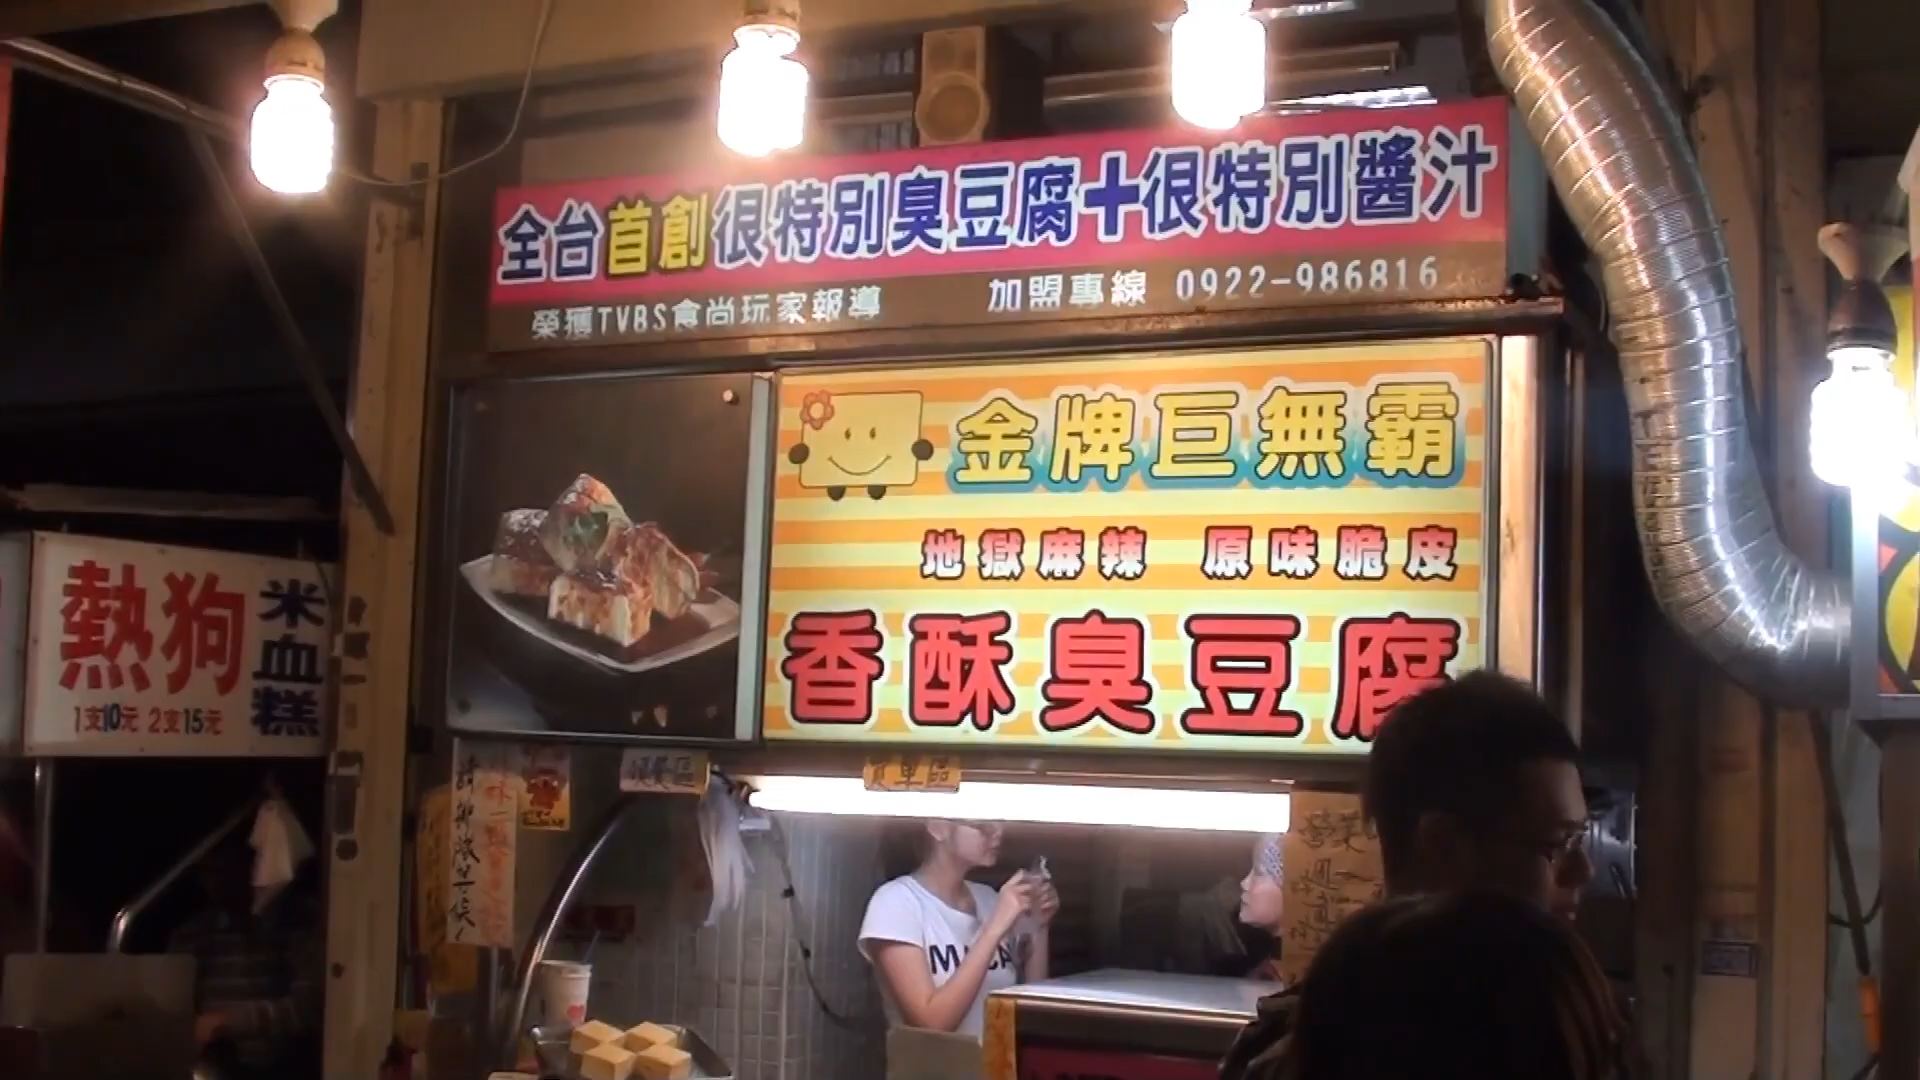 全台首創很特別臭豆腐+很特別醬汁
榮獲TVBS食尚玩家報導 加盟專線 0922-986816
金牌巨無霸
地獄麻辣 原味脆皮
香酥臭豆腐
熱狗
1支10元 2支15元
米血糕
買單區